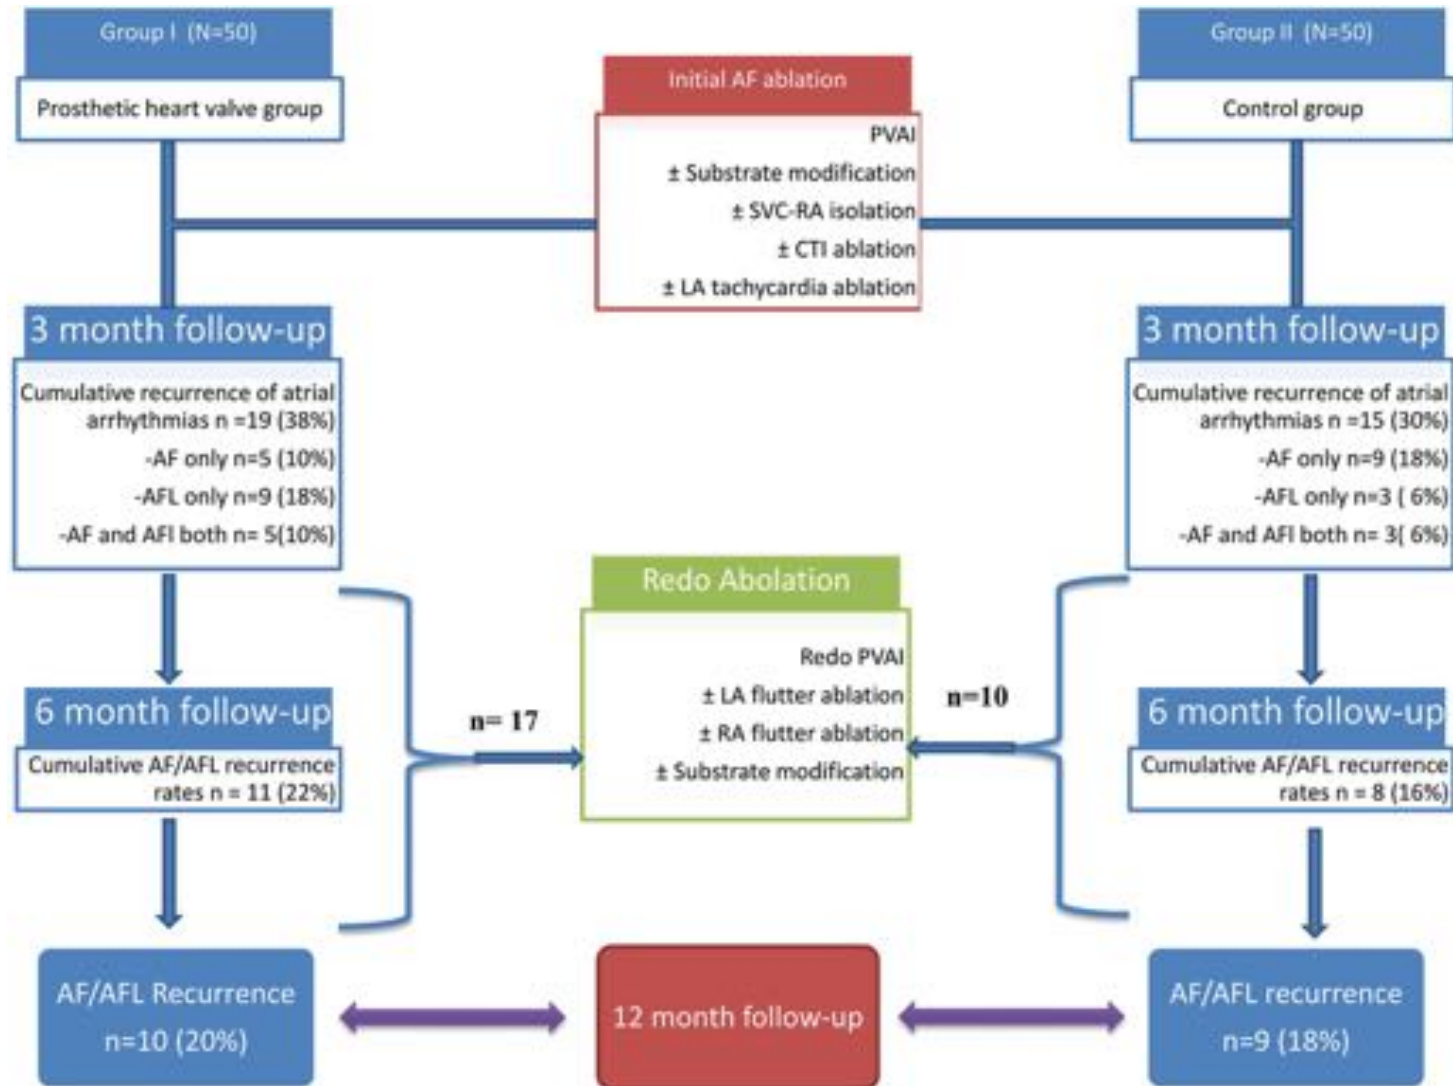 Group I (N=50)
Prosthetic heart valve group
Initial AF ablation
PVAI
± Substrate modification
± SVC-RA isolation
± CTI ablation
± LA tachycardia ablation
Group II (N=50)
Control group
3 month follow-up
Cumulative recurrence of atrial
arrhythmias n =19 (38%)
-AF only n=5 (10%)
-AFL only n=9 (18%)
-AF and AFl both n= 5(10%)
3 month follow-up
Cumulative recurrence of atrial
arrhythmias n =15 (30%)
-AF only n=9 (18%)
-AFL only n=3 ( 6%)
-AF and AFl both n= 3( 6%)
Redo Abolation
Redo PVAI
± LA flutter ablation
± RA flutter ablation
± Substrate modification
n= 17
n=10
6 month follow-up
Cumulative AF/AFL recurrence
rates n = 11 (22%)
6 month follow-up
Cumulative AF/AFL recurrence
rates n = 8 (16%)
AF/AFL Recurrence
n=10 (20%)
12 month follow-up
AF/AFL recurrence
n=9 (18%)